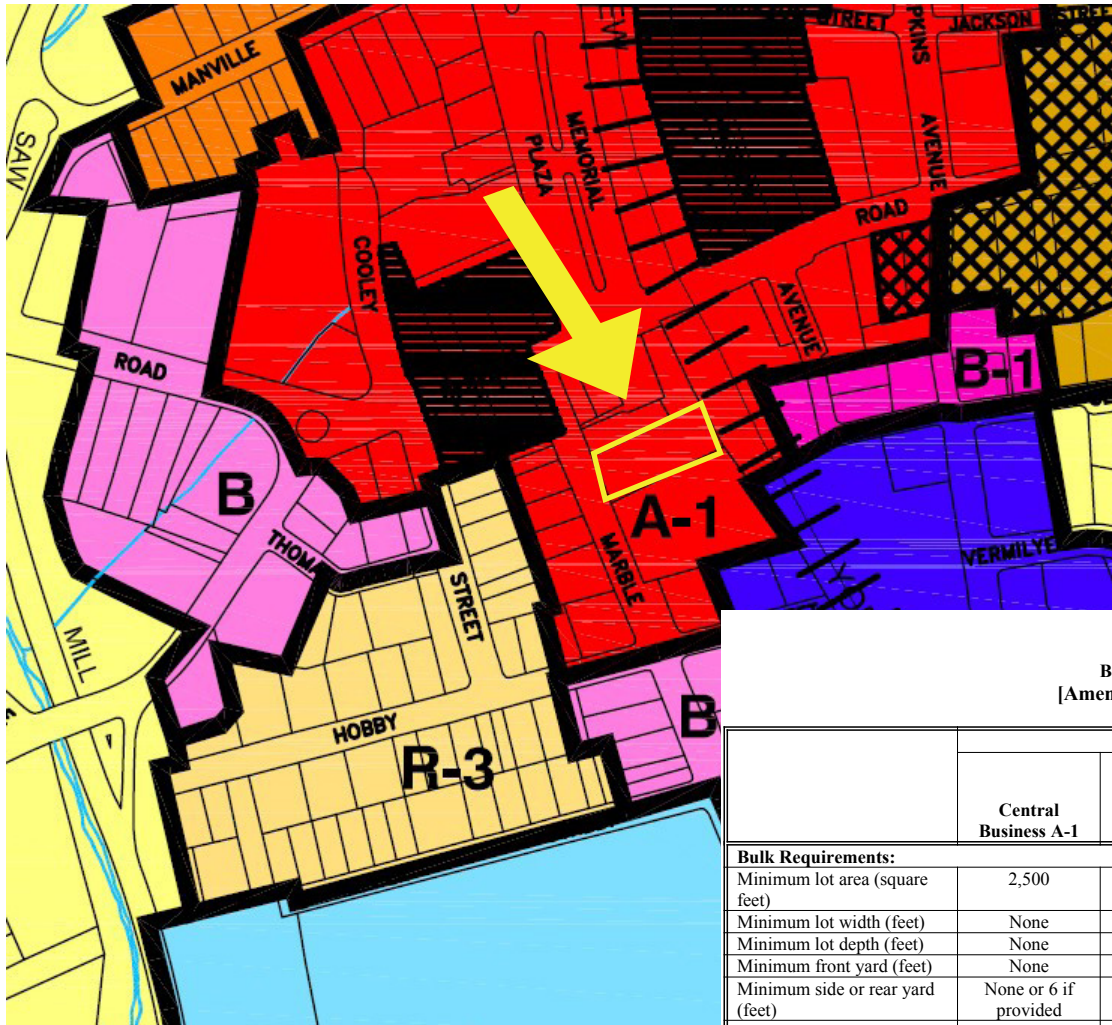 STREET
JACKSON
STREE
PKINS
AVENUE
MANVILLE
SAW
MEMORIAL
PLAZA
ROAD
COOLEY
AVENUE
ROAD
B-1
B
A-1
THOMA
MARBLE
VERMILYE
STREET
MILL
HOBBY
R-3
B
B
[Amen
Central
Business A-1
Bulk Requirements:
Minimum lot area (square
feet)
2,500
Minimum lot width (feet)
None
Minimum lot depth (feet)
None
Minimum front yard (feet)
None
Minimum side or rear yard
(feet)
None or 6 if
provided